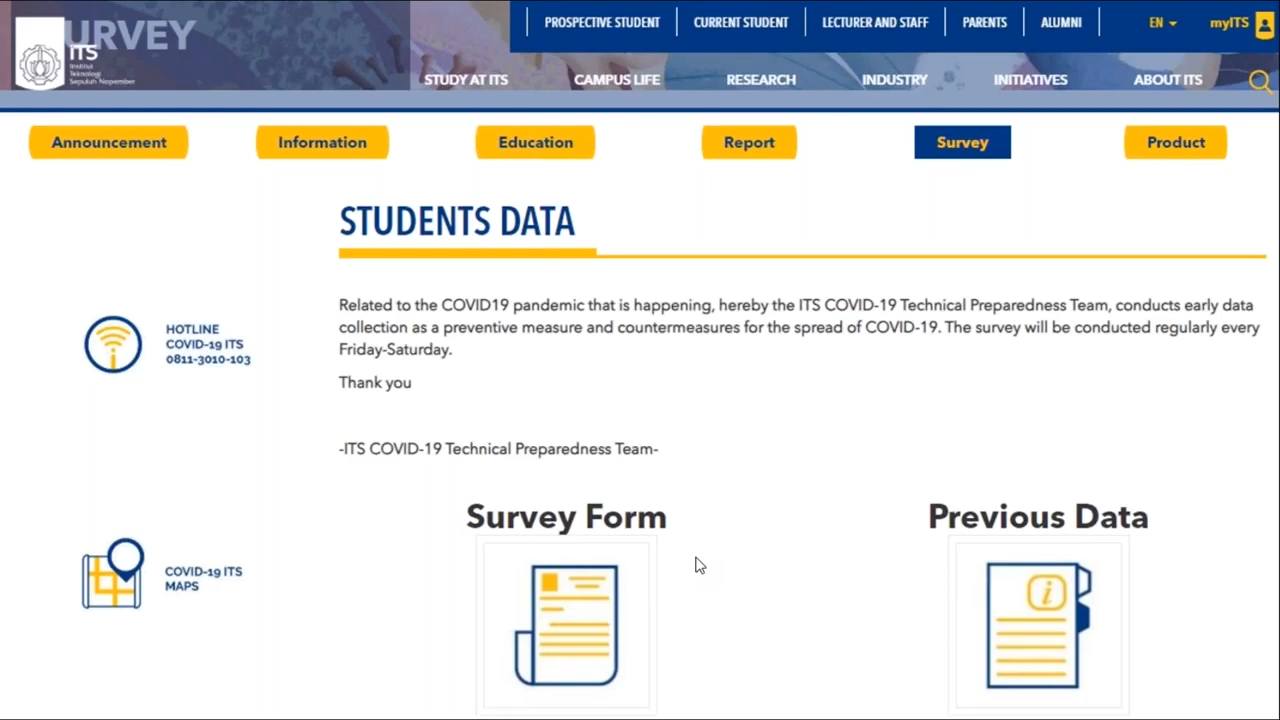 PROSPECTIVE STUDENT
CURRENT STUDENT
LECTURER AND STAFF
PARENTS
ALUMNI
EN
myITS
SURVEY
ITS
Institut
Teknologi
Sepuluh Nopember
STUDY AT ITS
CAMPUS LIFE
RESEARCH
INDUSTRY
INITIATIVES
ABOUT ITS
Announcement
Information
Education
Report
Survey
Product
STUDENTS DATA
Related to the COVID19 pandemic that is happening, hereby the ITS COVID-19 Technical Preparedness Team, conducts early data
collection as a preventive measure and countermeasures for the spread of COVID-19. The survey will be conducted regularly every
Friday-Saturday.
Thank you
-ITS COVID-19 Technical Preparedness Team-
HOTLINE
COVID-19 ITS
0811-3010-103
COVID-19 ITS
MAPS
Survey Form
Previous Data
i